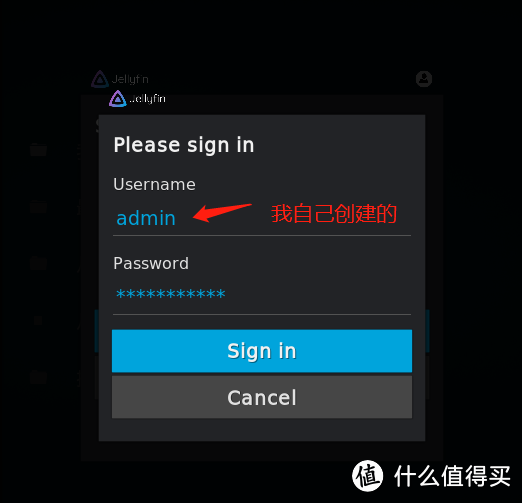 Jellyfin
Jellyfin
Please sign in
Username
admin
我自己创建的
Password
***********
Sign in
Cancel
值 什么值得买